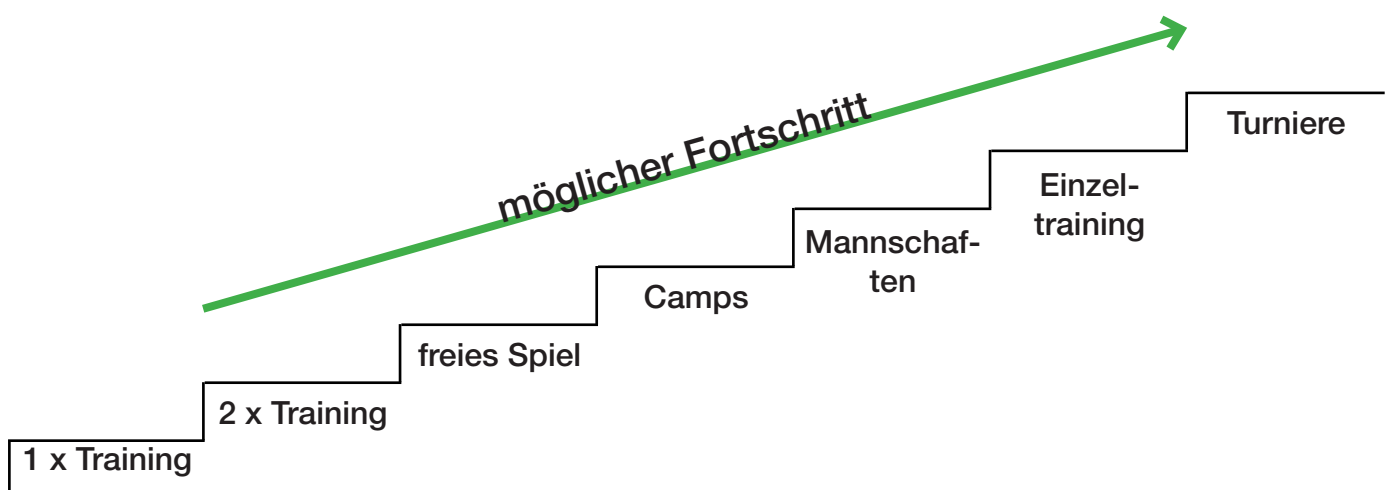 möglicher Fortschritt
Turniere
Einzel-
training
Mannschaf-
ten
Camps
freies Spiel
2 x Training
1 x Training